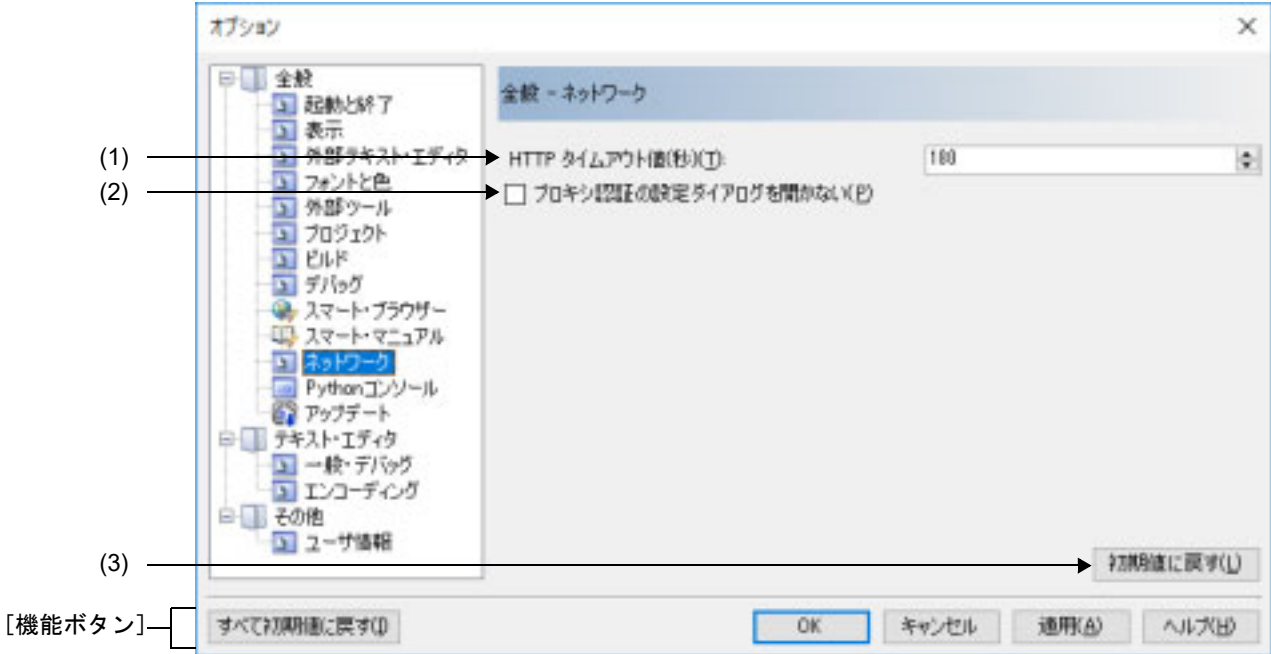 オプション
全般
起動と終了
表示
外部テキスト・エディタ
フォントと色
外部ツール
プロジェクト
ビルド
デバッグ
スマート・ブラウザー
スマート・マニュアル
ネットワーク
Pythonコンソール
アップデート
テキスト・エディタ
一般・デバッグ
エンコーディング
その他
ユーザ情報
全般 - ネットワーク
(1)
HTTP タイムアウト値(秒)(T):
180
(2)
プロキシ認証の設定ダイアログを開かない(P)
(3)
初期値に戻す(L)
[機能ボタン]
すべて初期値に戻す(I)
OK
キャンセル
適用(A)
ヘルプ(H)